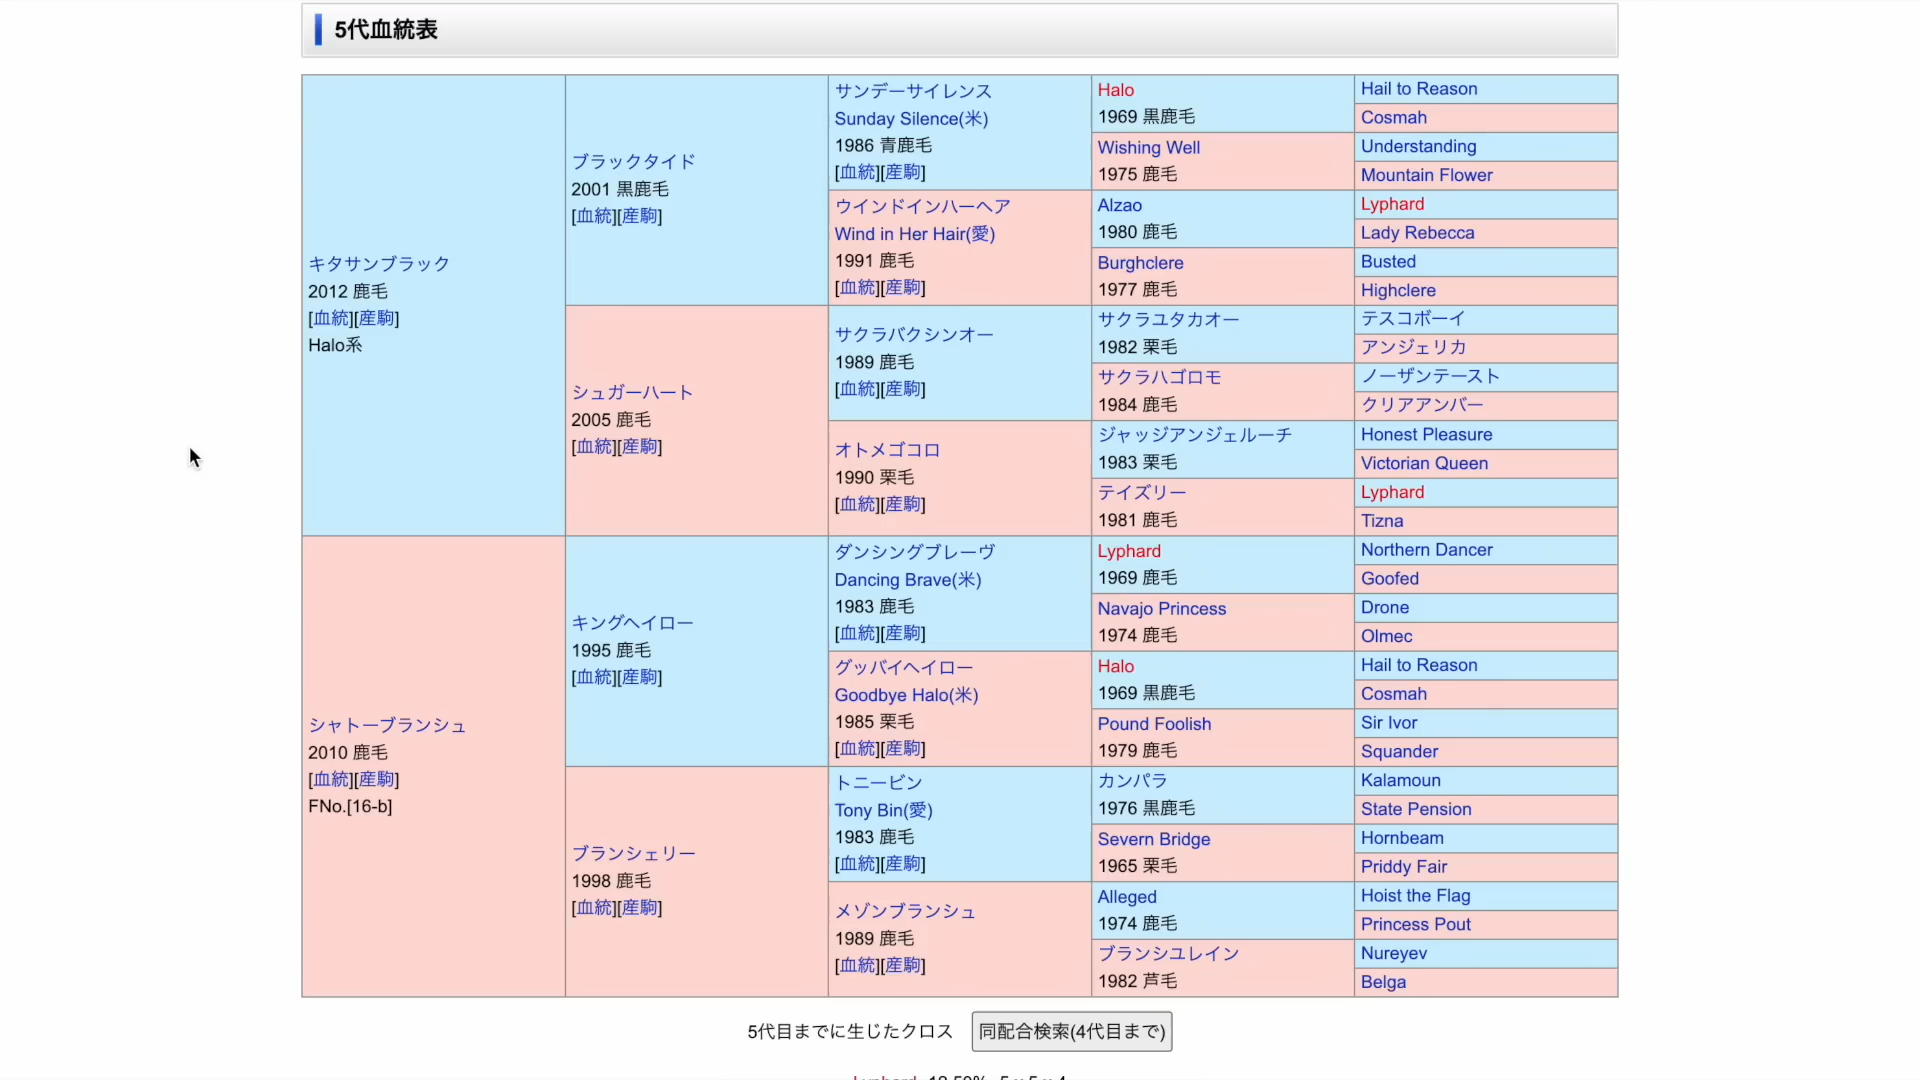 5代血統表
キタサンブラック
2012 鹿毛
[血統][産駒]
Halo系
ブラックタイド
2001 黒鹿毛
[血統][産駒]
サンデーサイレンス
Sunday Silence(米)
1986 青鹿毛
[血統][産駒]
Halo
1969 黒鹿毛
Hail to Reason
Cosmah
Wishing Well
1975 鹿毛
Understanding
Mountain Flower
ウインドインハーヘア
Wind in Her Hair(愛)
1991 鹿毛
[血統][産駒]
Alzao
1980 鹿毛
Lyphard
Lady Rebecca
Burghclere
1977 鹿毛
Busted
Highclere
シュガーハート
2005 鹿毛
[血統][産駒]
サクラバクシンオー
1989 鹿毛
[血統][産駒]
サクラユタカオー
1982 栗毛
テスコボーイ
アンジェリカ
サクラハゴロモ
1984 鹿毛
ノーザンテースト
クリアアンバー
オトメゴコロ
1990 栗毛
[血統][産駒]
ジャッジアンジェルーチ
1983 栗毛
Honest Pleasure
Victorian Queen
テイズリー
1981 鹿毛
Lyphard
Tizna
シャトーブランシュ
2010 鹿毛
[血統][産駒]
FNo.[16-b]
キングヘイロー
1995 鹿毛
[血統][産駒]
ダンシングブレーヴ
Dancing Brave(米)
1983 鹿毛
[血統][産駒]
Lyphard
1969 鹿毛
Northern Dancer
Goofed
Navajo Princess
1974 鹿毛
Drone
Olmec
グッバイヘイロー
Goodbye Halo(米)
1985 栗毛
[血統][産駒]
Halo
1969 黒鹿毛
Hail to Reason
Cosmah
Pound Foolish
1979 鹿毛
Sir Ivor
Squander
ブランシェリー
1998 鹿毛
[血統][産駒]
トニービン
Tony Bin(愛)
1983 鹿毛
[血統][産駒]
カンパラ
1976 黒鹿毛
Kalamoun
State Pension
Severn Bridge
1965 栗毛
Hornbeam
Priddy Fair
メゾンブランシュ
1989 鹿毛
[血統][産駒]
Alleged
1974 鹿毛
Hoist the Flag
Princess Pout
ブランシユレイン
1982 芦毛
Nureyev
Belga
5代目までに生じたクロス 同配合検索(4代目まで)